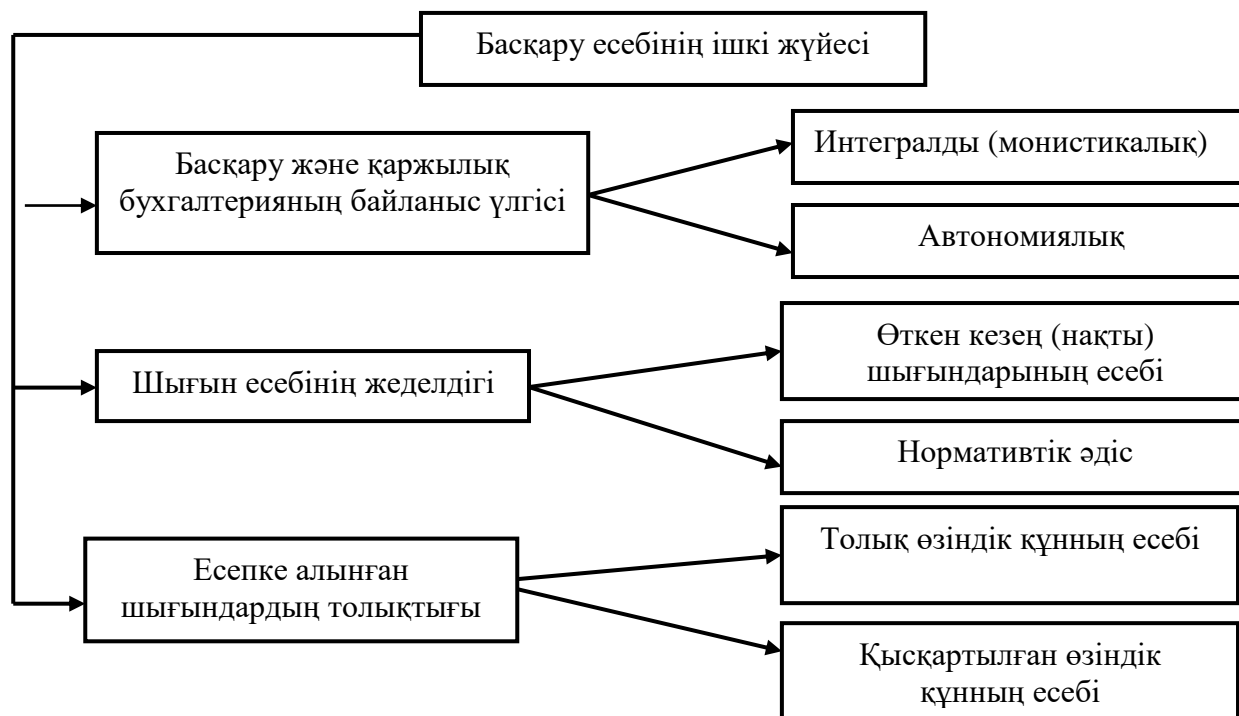 Басқару есебінің ішкі жүйесі
Басқару және қаржылық
бухгалтерияның байланыс үлгісі
Интегралды (монистикалық)
Автономиялық
Шығын есебінің жеделдігі
Өткен кезең (нақты)
шығындарының есебі
Нормативтік әдіс
Есепке алынған
шығындардың толықтығы
Толық өзіндік құнның есебі
Қысқартылған өзіндік
құнның есебі